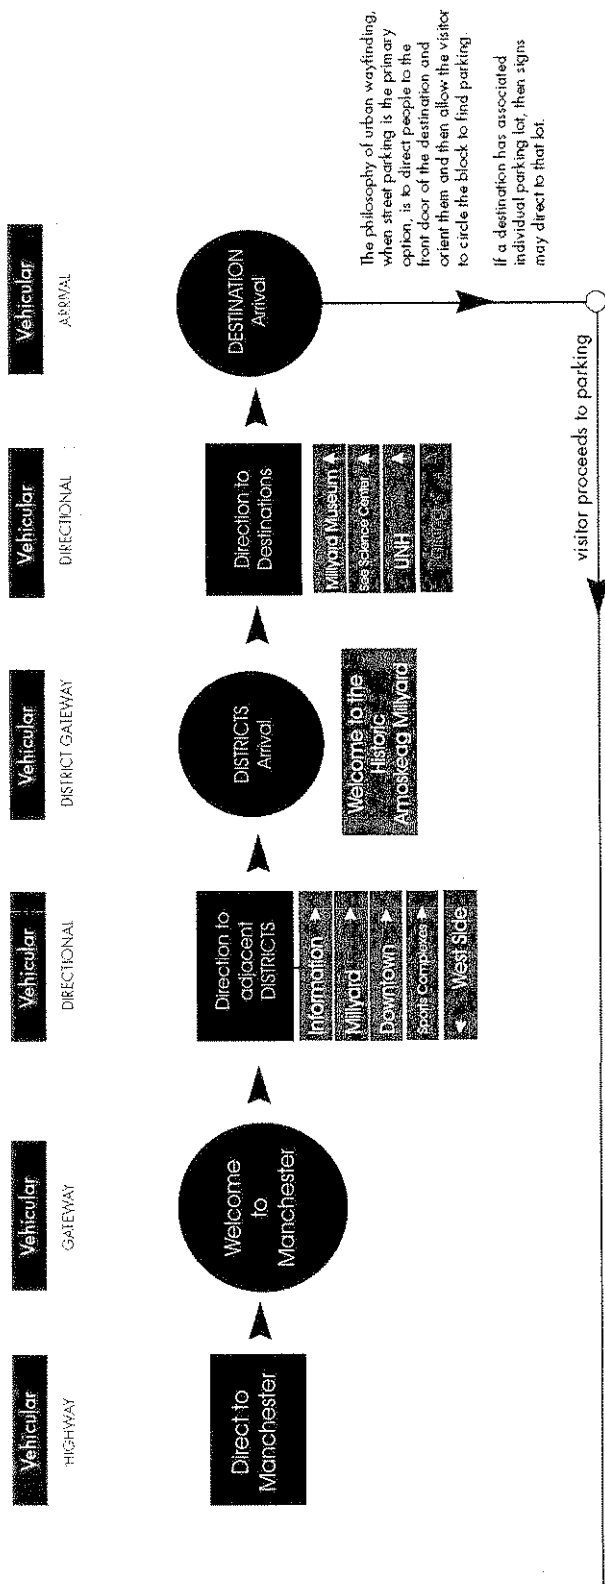 Vehicular
HIGHWAY
Direct to
Manchester
Vehicular
GATEWAY
Welcome
to
Manchester
Vehicular
DIRECTIONAL
Direction to
adjacent
DISTRICTS
Information
Millyard
Downtown
Sports Complexes
West Side
Vehicular
DISTRICT GATEWAY
DISTRICTS
Arrival
Welcome to the
Historic
Amoskeag Millyard
Vehicular
DIRECTIONAL
Direction to
Destinations
Millyard Museum
See Science Center
UNH
Vehicular
ARRIVAL
DESTINATION
Arrival
The philosophy of urban wayfinding,
when street parking is the primary
option, is to direct people to the
front door of the destination and
orient them and then allow the visitor
to circle the block to find parking.
If a destination has associated
individual parking lot, then signs
may direct to that lot.
visitor proceeds to parking